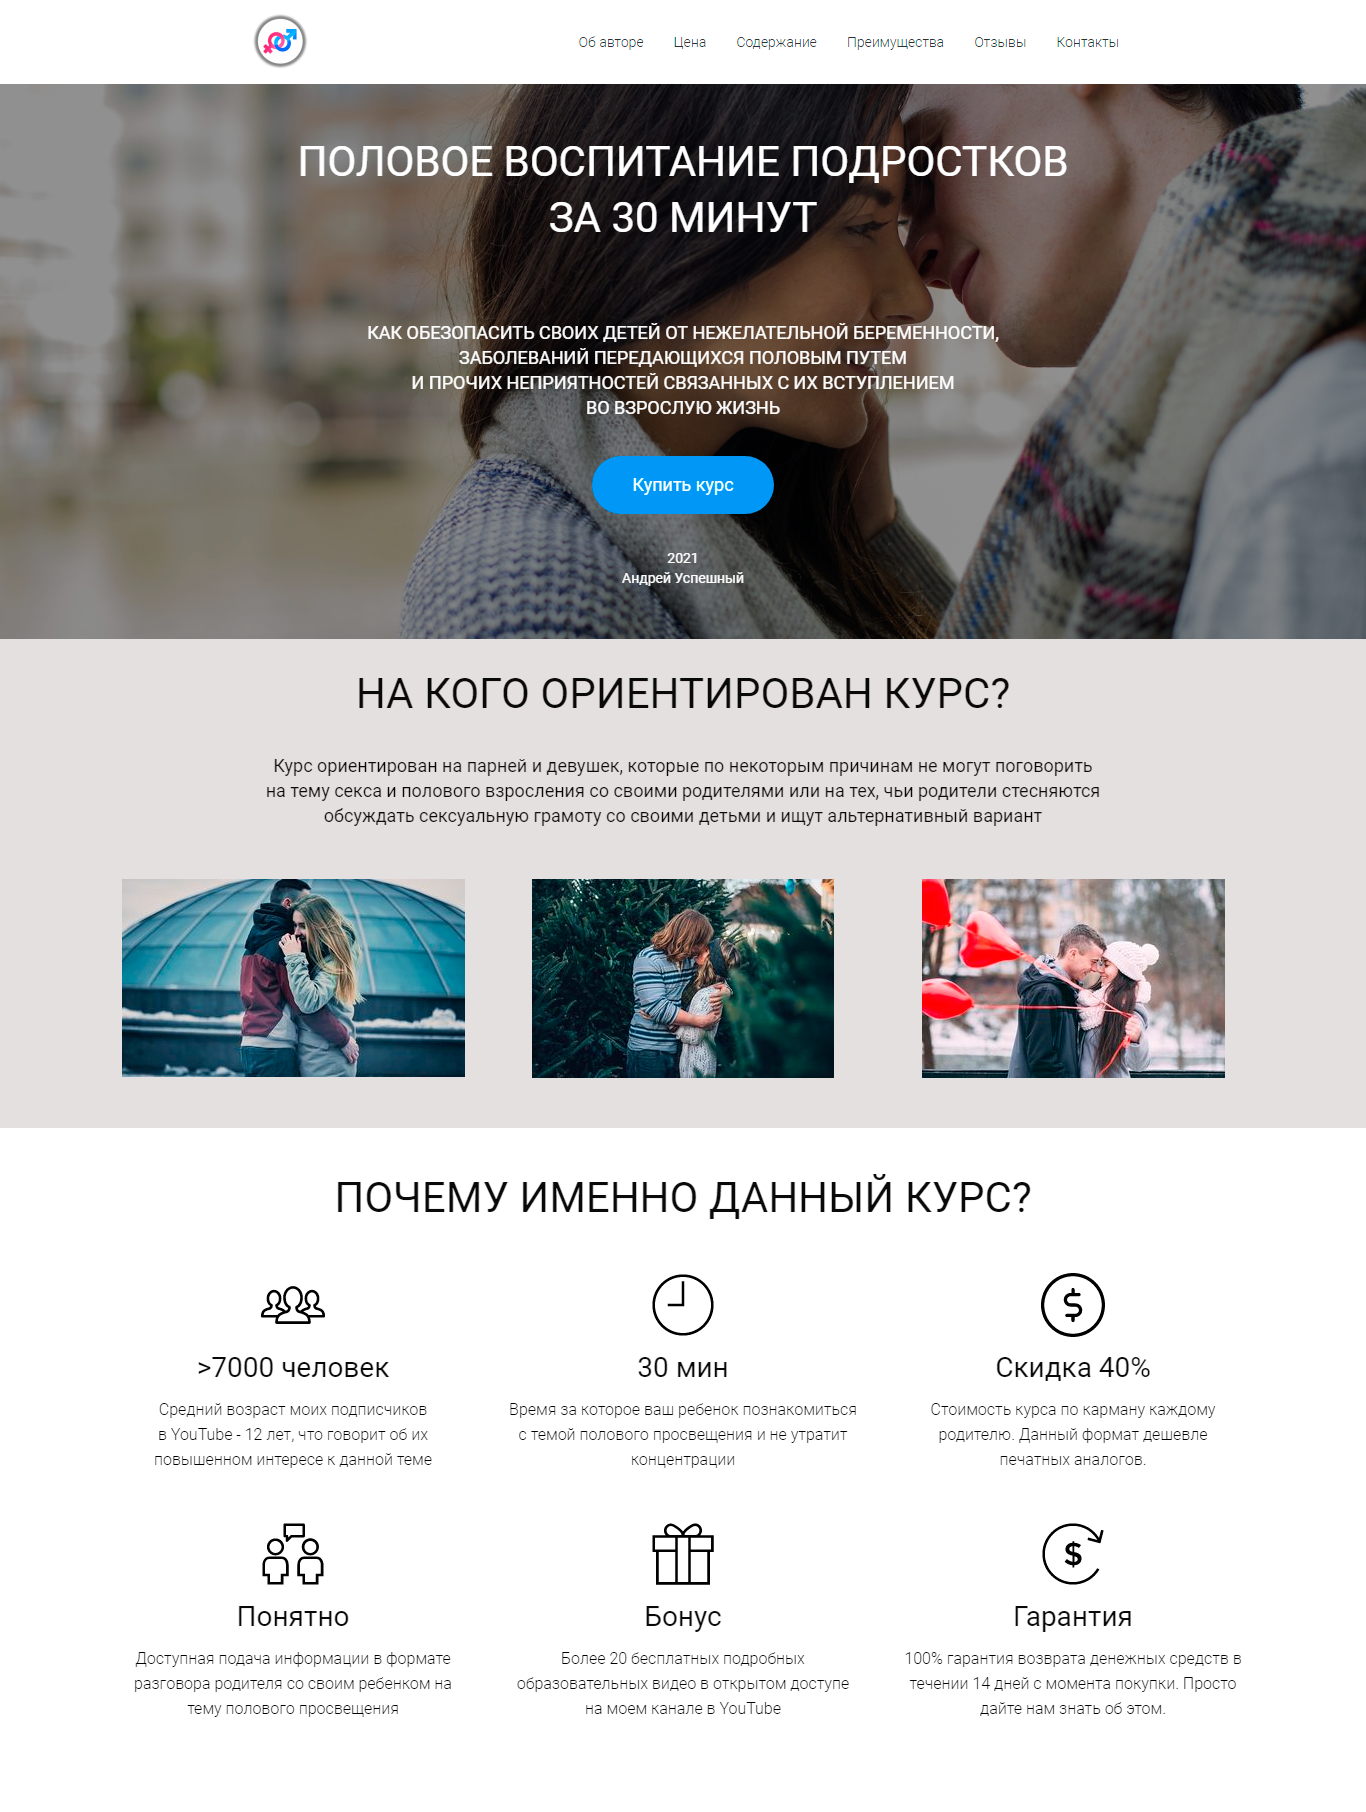 Об авторе Цена Содержание Преимущества Отзывы Контакты
ПОЛОВОЕ ВОСПИТАНИЕ ПОДРОСТКОВ
ЗА 30 МИНУТ
КАК ОБЕЗОПАСИТЬ СВОИХ ДЕТЕЙ ОТ НЕЖЕЛАТЕЛЬНОЙ БЕРЕМЕННОСТИ,
ЗАБОЛЕВАНИЙ ПЕРЕДАЮЩИХСЯ ПОЛОВЫМ ПУТЕМ
И ПРОЧИХ НЕПРИЯТНОСТЕЙ СВЯЗАННЫХ С ИХ ВСТУПЛЕНИЕМ
ВО ВЗРОСЛУЮ ЖИЗНЬ
Купить курс
2021
Андрей Успешный
НА КОГО ОРИЕНТИРОВАН КУРС?
Курс ориентирован на парней и девушек, которые по некоторым причинам не могут поговорить
на тему секса и полового взросления со своими родителями или на тех, чьи родители стесняются
обсуждать сексуальную грамоту со своими детьми и ищут альтернативный вариант
ПОЧЕМУ ИМЕННО ДАННЫЙ КУРС?
>7000 человек
Средний возраст моих подписчиков
в YouTube - 12 лет, что говорит об их
повышенном интересе к данной теме
30 мин
Время за которое ваш ребенок познакомиться
с темой полового просвещения и не утратит
концентрации
Скидка 40%
Стоимость курса по карману каждому
родителю. Данный формат дешевле
печатных аналогов.
Понятно
Доступная подача информации в формате
разговора родителя со своим ребенком на
тему полового просвещения
Бонус
Более 20 бесплатных подробных
образовательных видео в открытом доступе
на моем канале в YouTube
Гарантия
100% гарантия возврата денежных средств в
течении 14 дней с момента покупки. Просто
дайте нам знать об этом.